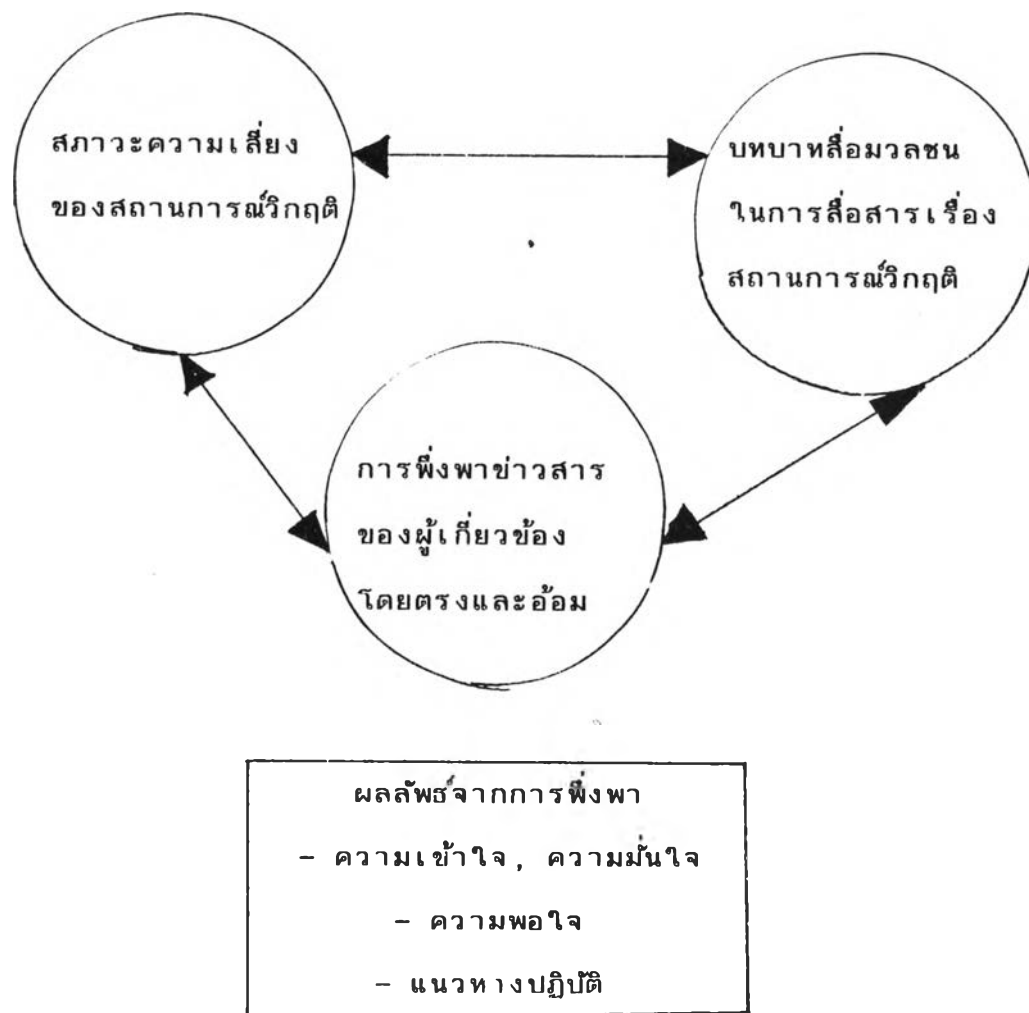 สภาวะความเสี่ยง
ของสถานการณ์วิกฤติ
บทบาทสื่อมวลชน
ในการสื่อสารเรื่อง
สถานการณ์วิกฤติ
การพึ่งพาข่าวสาร
ของผู้เกี่ยวข้อง
โดยตรงและอ้อม
ผลลัพธ์จากการพึ่งพา
- ความเข้าใจ, ความมั่นใจ
- ความพอใจ
- แนวทางปฏิบัติ